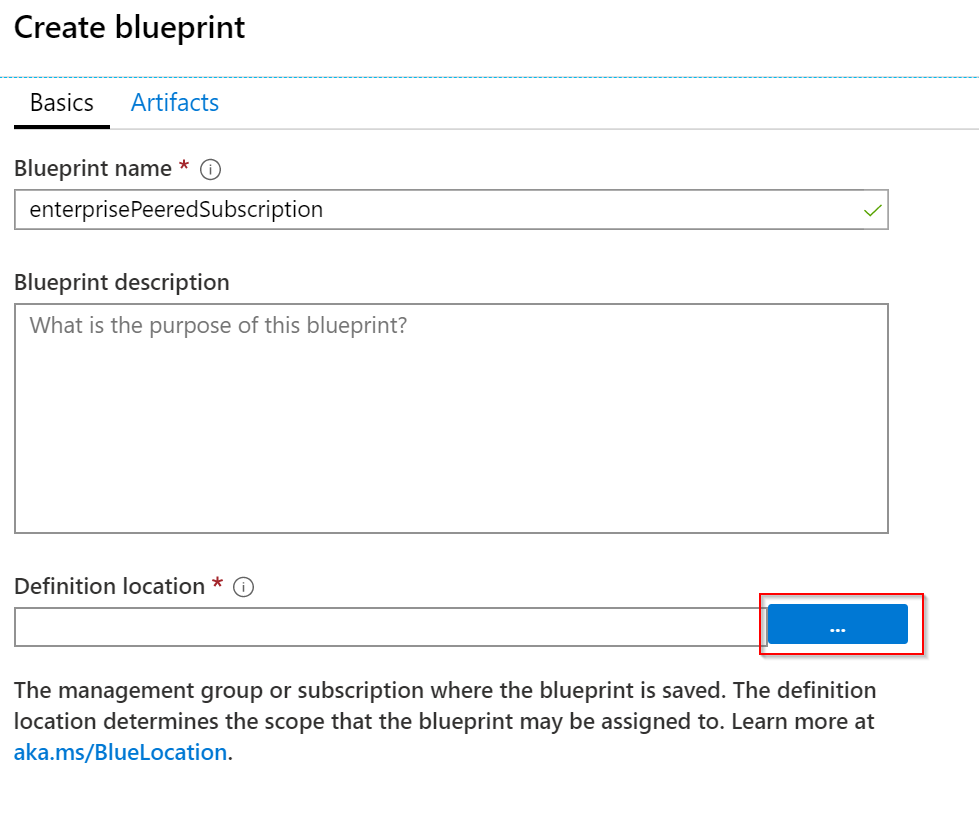 Create blueprint
Basics
Artifacts
Blueprint name *
enterprisePeeredSubscription
Blueprint description
What is the purpose of this blueprint?
Definition location *
...
The management group or subscription where the blueprint is saved. The definition
location determines the scope that the blueprint may be assigned to. Learn more at
aka.ms/BlueLocation.